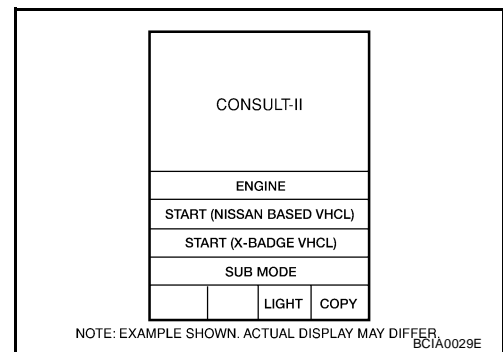 CONSULT-II
ENGINE
START (NISSAN BASED VHCL)
START (X-BADGE VHCL)
SUB MODE
LIGHT COPY
NOTE: EXAMPLE SHOWN. ACTUAL DISPLAY MAY DIFFER.
BCIA0029E